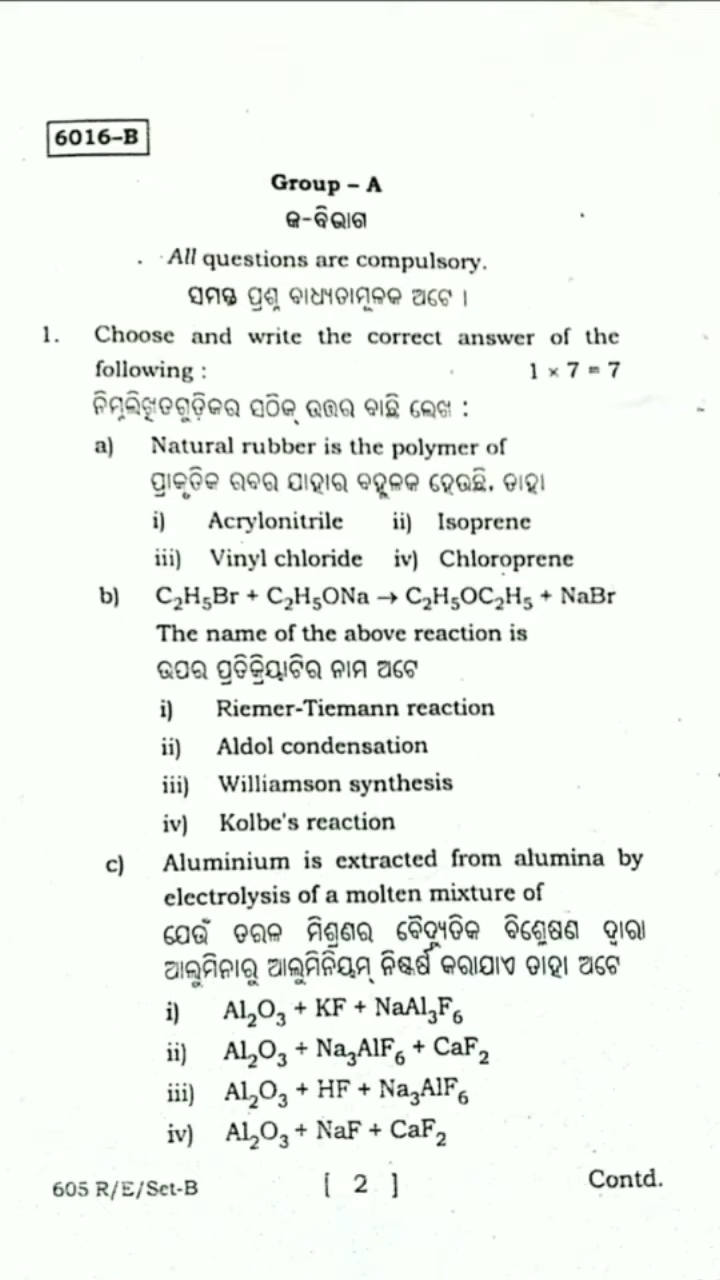 6016-B
Group - A
କ-ବିଭାଗ
All questions are compulsory.
ସମସ୍ତ ପ୍ରଶ୍ନ ବାଧ୍ୟତାମୂଳକ ଅଟେ ।
1. Choose and write the correct answer of the
following : 1 × 7 = 7
ନିମ୍ନଲିଖିତଗୁଡ଼ିକର ସଠିକ୍ ଉତ୍ତର ବାଛି ଲେଖ :
a) Natural rubber is the polymer of
ପ୍ରାକୃତିକ ରବର ଯାହାର ବହୁଳକ ହେଉଛି, ତାହା
i) Acrylonitrile ii) Isoprene
iii) Vinyl chloride iv) Chloroprene
b) C₂H₅Br + C₂H₅ONa → C₂H₅OC₂H₅ + NaBr
The name of the above reaction is
ଉପର ପ୍ରତିକ୍ରିୟାଟିର ନାମ ଅଟେ
i) Riemer-Tiemann reaction
ii) Aldol condensation
iii) Williamson synthesis
iv) Kolbe's reaction
c) Aluminium is extracted from alumina by
electrolysis of a molten mixture of
ଯେଉଁ ତରଳ ମିଶ୍ରଣର ବୈଦ୍ୟୁତିକ ବିଶ୍ଳେଷଣ ଦ୍ୱାରା
ଆଲୁମିନାରୁ ଆଲୁମିନିୟମ୍ ନିଷ୍କର୍ଷ କରାଯାଏ ତାହା ଅଟେ
i) Al₂O₃ + KF + NaAl₃F₆
ii) Al₂O₃ + Na₃AlF₆ + CaF₂
iii) Al₂O₃ + HF + Na₃AlF₆
iv) Al₂O₃ + NaF + CaF₂
605 R/E/Set-B [ 2 ] Contd.